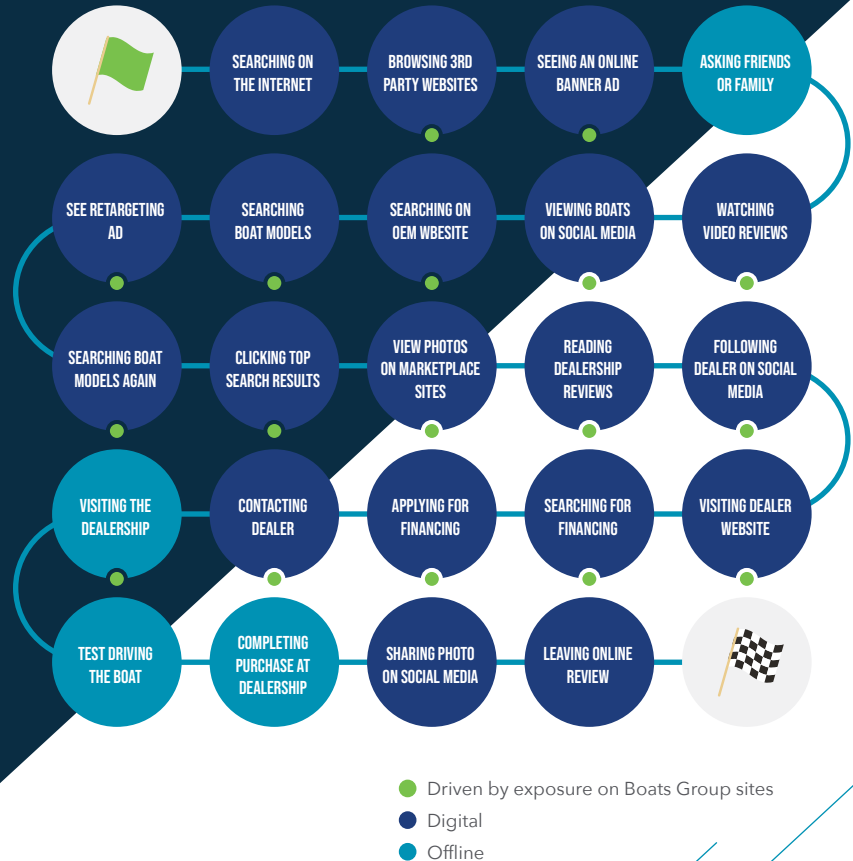 SEARCHING ON
THE INTERNET
BROWSING 3RD
PARTY WEBSITES
SEEING AN ONLINE
BANNER AD
ASKING FRIENDS
OR FAMILY
SEE RETARGETING
AD
SEARCHING
BOAT MODELS
SEARCHING ON
OEM WBESITE
VIEWING BOATS
ON SOCIAL MEDIA
WATCHING
VIDEO REVIEWS
SEARCHING BOAT
MODELS AGAIN
CLICKING TOP
SEARCH RESULTS
VIEW PHOTOS
ON MARKETPLACE
SITES
READING
DEALERSHIP
REVIEWS
FOLLOWING
DEALER ON SOCIAL
MEDIA
VISITING THE
DEALERSHIP
CONTACTING
DEALER
APPLYING FOR
FINANCING
SEARCHING FOR
FINANCING
VISITING DEALER
WEBSITE
TEST DRIVING
THE BOAT
COMPLETING
PURCHASE AT
DEALERSHIP
SHARING PHOTO
ON SOCIAL MEDIA
LEAVING ONLINE
REVIEW
Driven by exposure on Boats Group sites
Digital
Offline